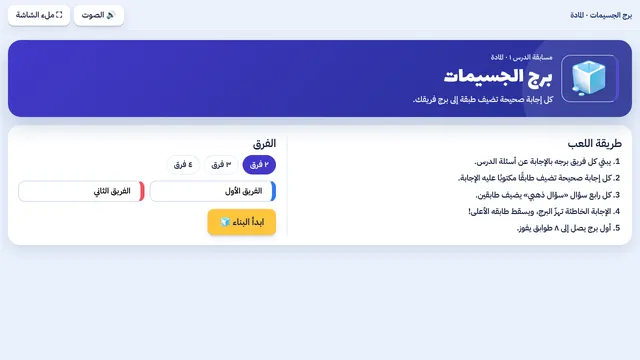 برج الجسيمات · المادة
🔊 الصوت
⛶ ملء الشاشة
مسابقة الدرس ١ · المادة
برج الجسيمات
كل إجابة صحيحة تضيف طبقة إلى برج فريقك.
طريقة اللعب
1. يبني كل فريق برجه بالإجابة عن أسئلة الدرس.
2. كل إجابة صحيحة تضيف طابقًا مكتوبًا عليه الإجابة.
3. كل رابع سؤال «سؤال ذهبي» يضيف طابقين.
4. الإجابة الخاطئة تهزّ البرج، ويسقط طابقه الأعلى!
5. أول برج يصل إلى ٨ طوابق يفوز.
الفرق
٢ فرق
٣ فرق
٤ فرق
الفريق الأول
الفريق الثاني
ابدأ البناء 🧊